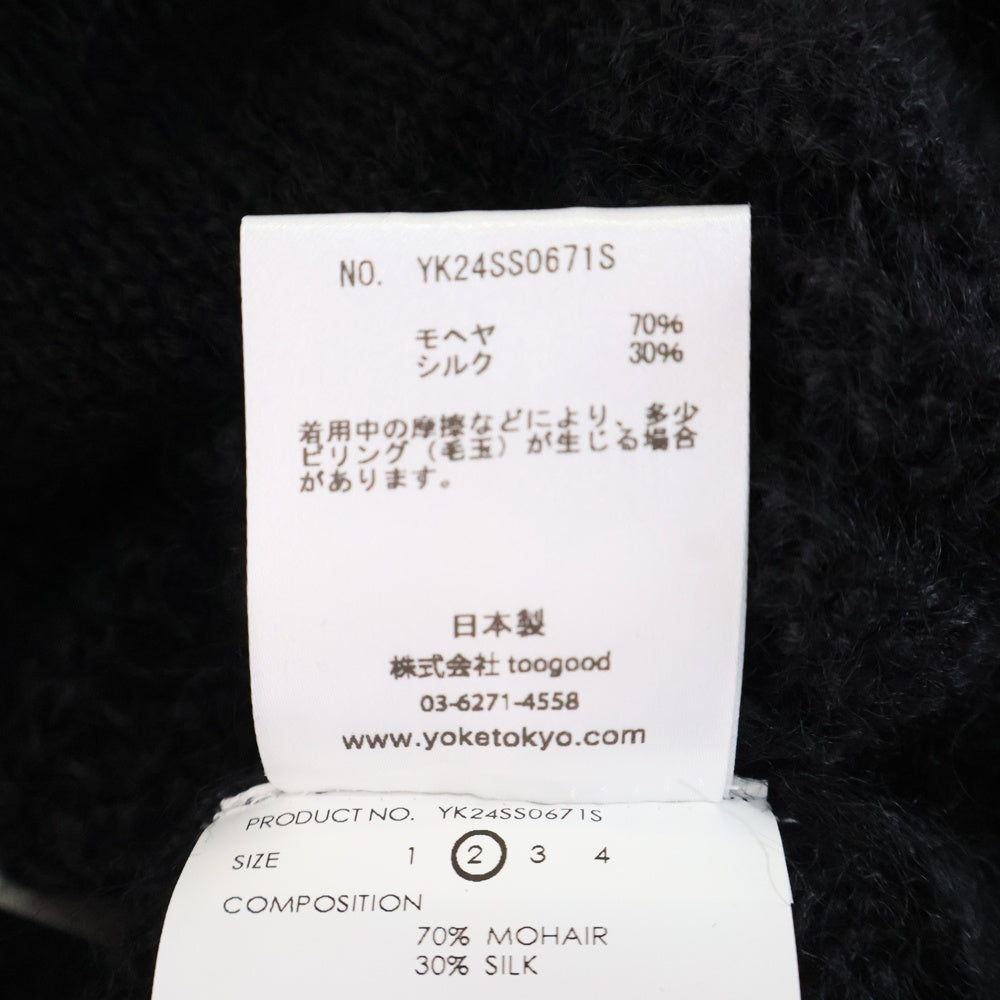 NO. YK24SS0671S
モヘヤ 70%
シルク 30%
着用中の摩擦などにより、多少
ピリング（毛玉）が生じる場合
があります。
日本製
株式会社 toogood
03-6271-4558
www.yoketokyo.com
PRODUCT NO. YK24SS0671S
SIZE 1 2 3 4
COMPOSITION
70% MOHAIR
30% SILK